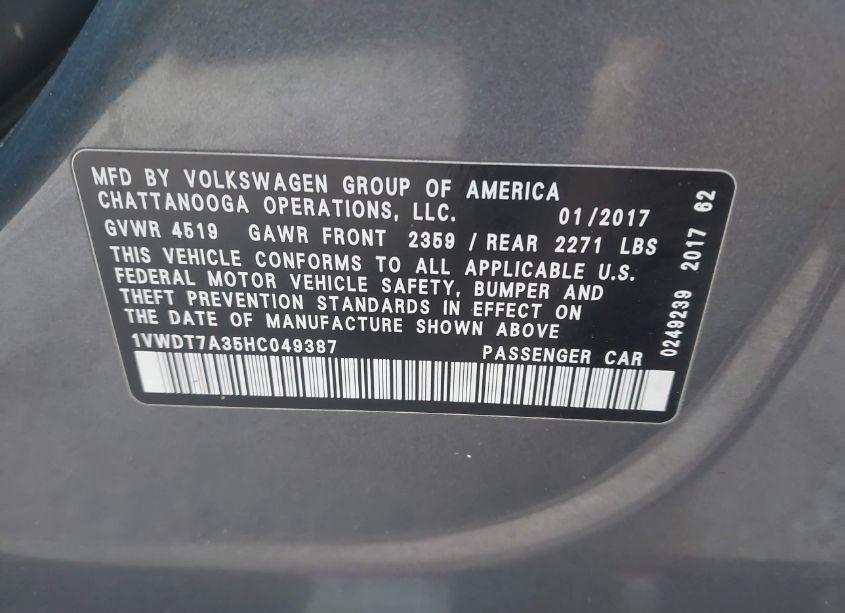 MFD BY VOLKSWAGEN GROUP OF AMERICA
CHATTANOOGA OPERATIONS, LLC. 01/2017
GVWR 4519 GAWR FRONT 2359 / REAR 2271 LBS
THIS VEHICLE CONFORMS TO ALL APPLICABLE U.S.
FEDERAL MOTOR VEHICLE SAFETY, BUMPER AND
THEFT PREVENTION STANDARDS IN EFFECT ON
THE DATE OF MANUFACTURE SHOWN ABOVE
1VWDT7A35HC049387 PASSENGER CAR
0249239 2017 62